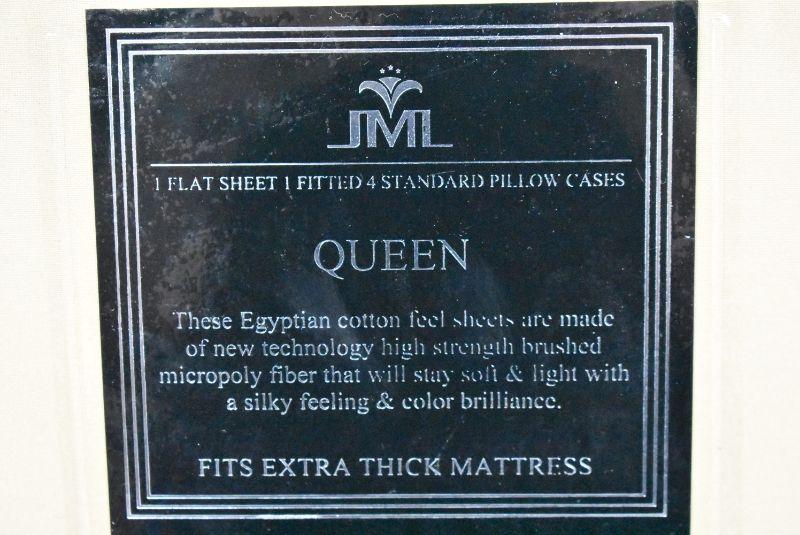 JML
1 FLAT SHEET 1 FITTED 4 STANDARD PILLOW CASES
QUEEN
These Egyptian cotton feel sheets are made
of new technology high strength brushed
micropoly fiber that will stay soft & light with
a silky feeling & color brilliance.
FITS EXTRA THICK MATTRESS